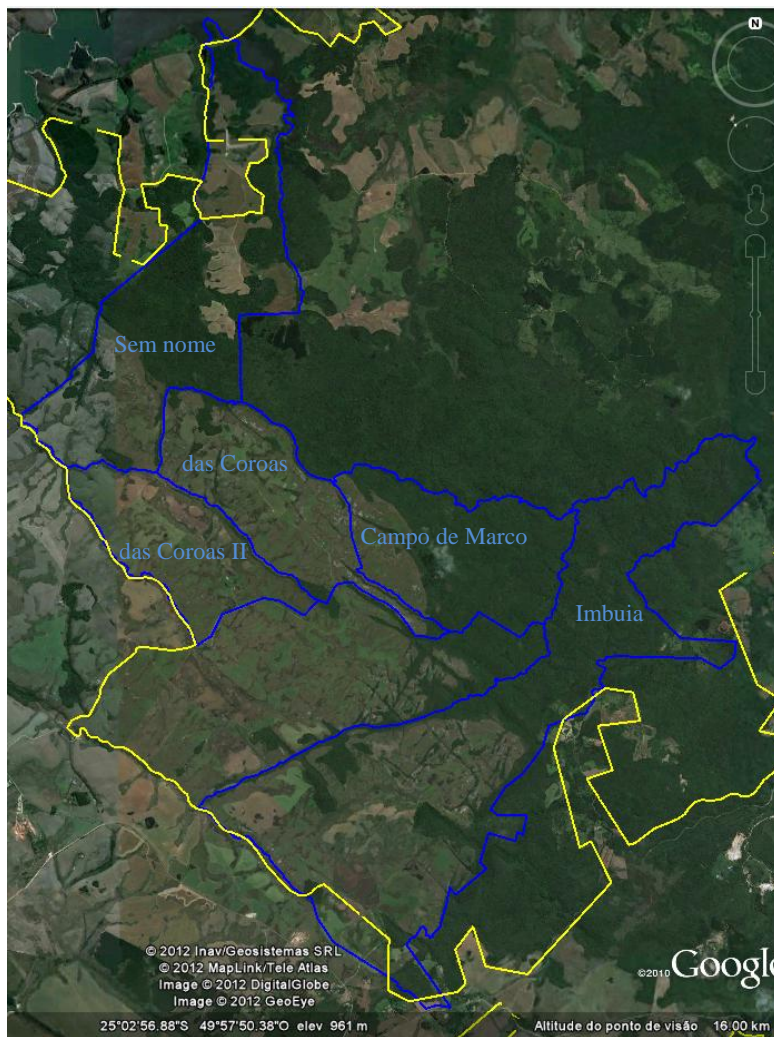 N
Sem nome
das Coroas
Campo de Marco
das Coroas II
Imbuia
© 2012 Inav/Geosistemas SRL
© 2012 MapLink/Tele Atlas
Image © 2012 DigitalGlobe
Image © 2012 GeoEye
©2010 Google
25°02'56.88"S 49°57'50.38"O elev 961 m Altitude do ponto de visão 16.00 km